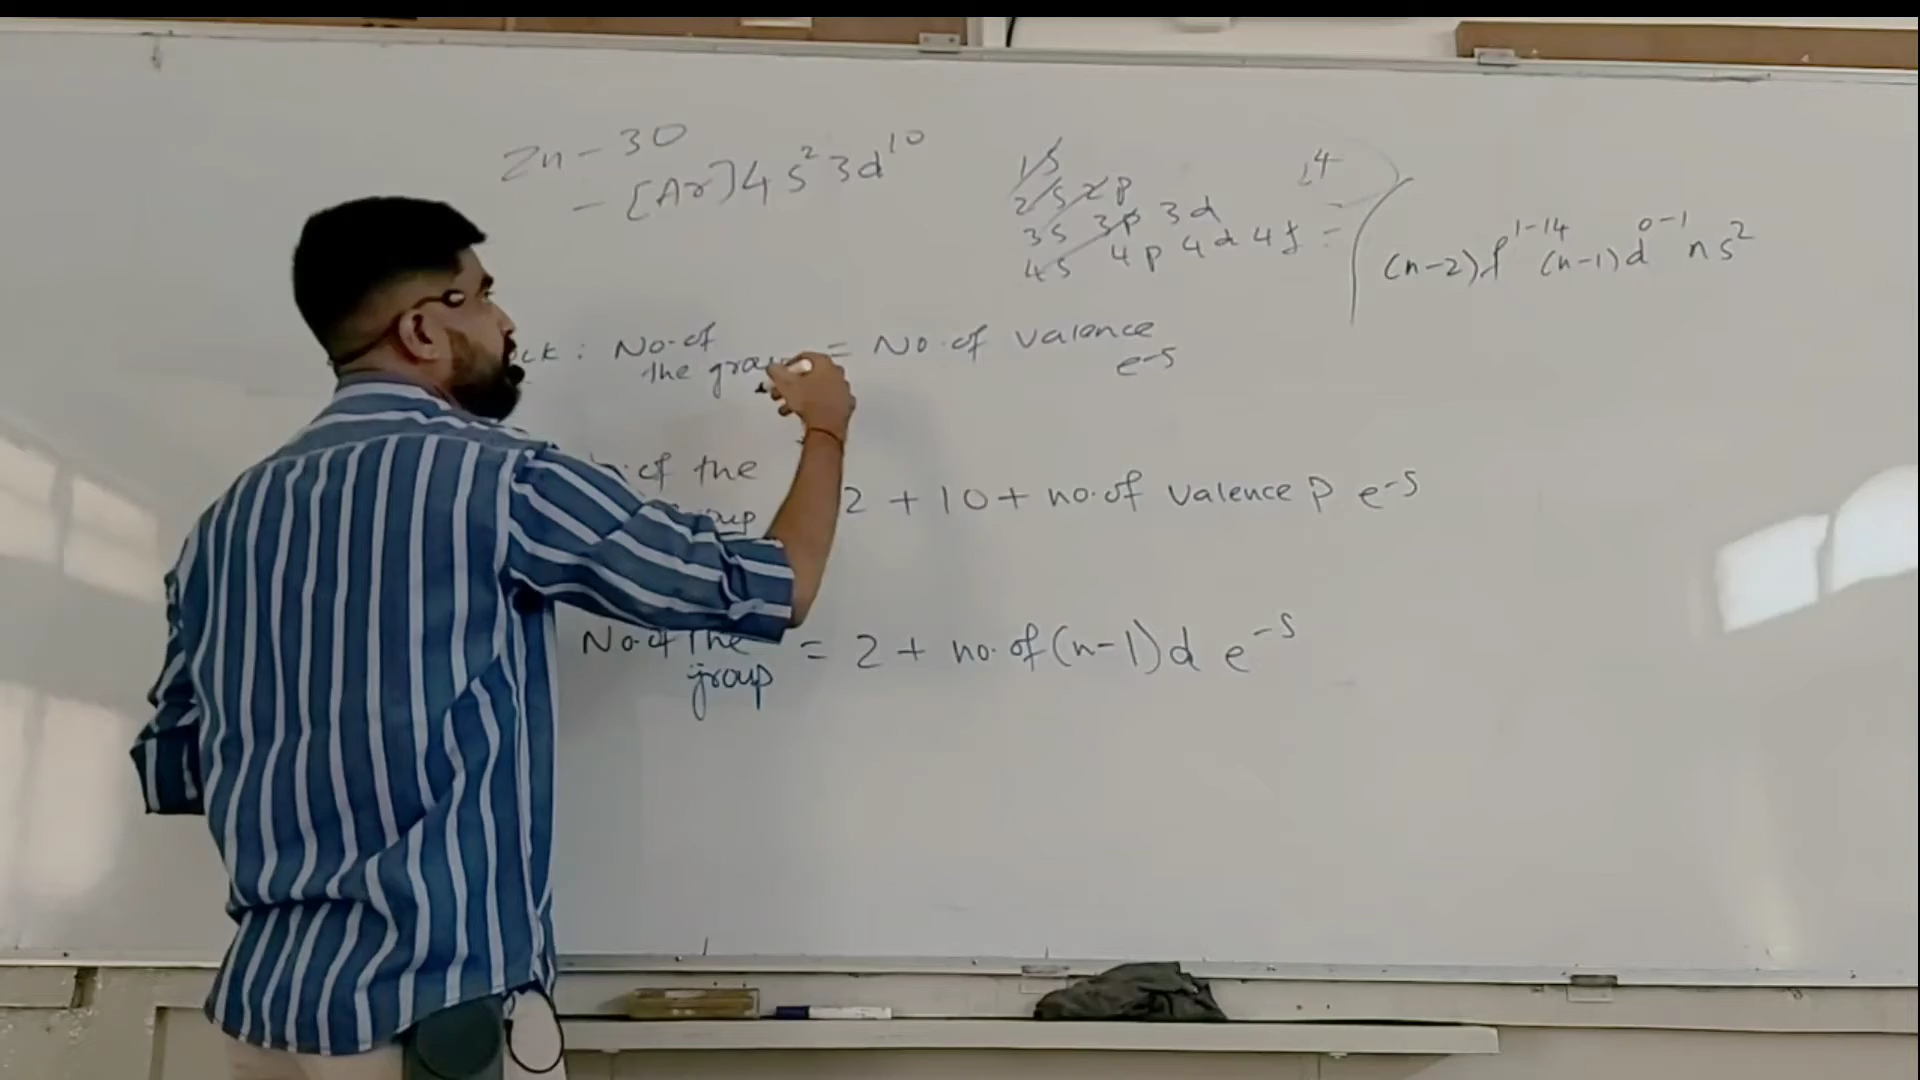 Zn - 30
- [Ar] 4s² 3d¹⁰
1s
2s 2p
3s 3p 3d
4s 4p 4d 4f
14
(n-2)f¹⁻¹⁴ (n-1)d⁰⁻¹ ns²
: No. of = No. of valence
the e-s
of the
2 + 10 + no. of valence p e-s
No. of the = 2 + no. of (n-1)d e-s
group